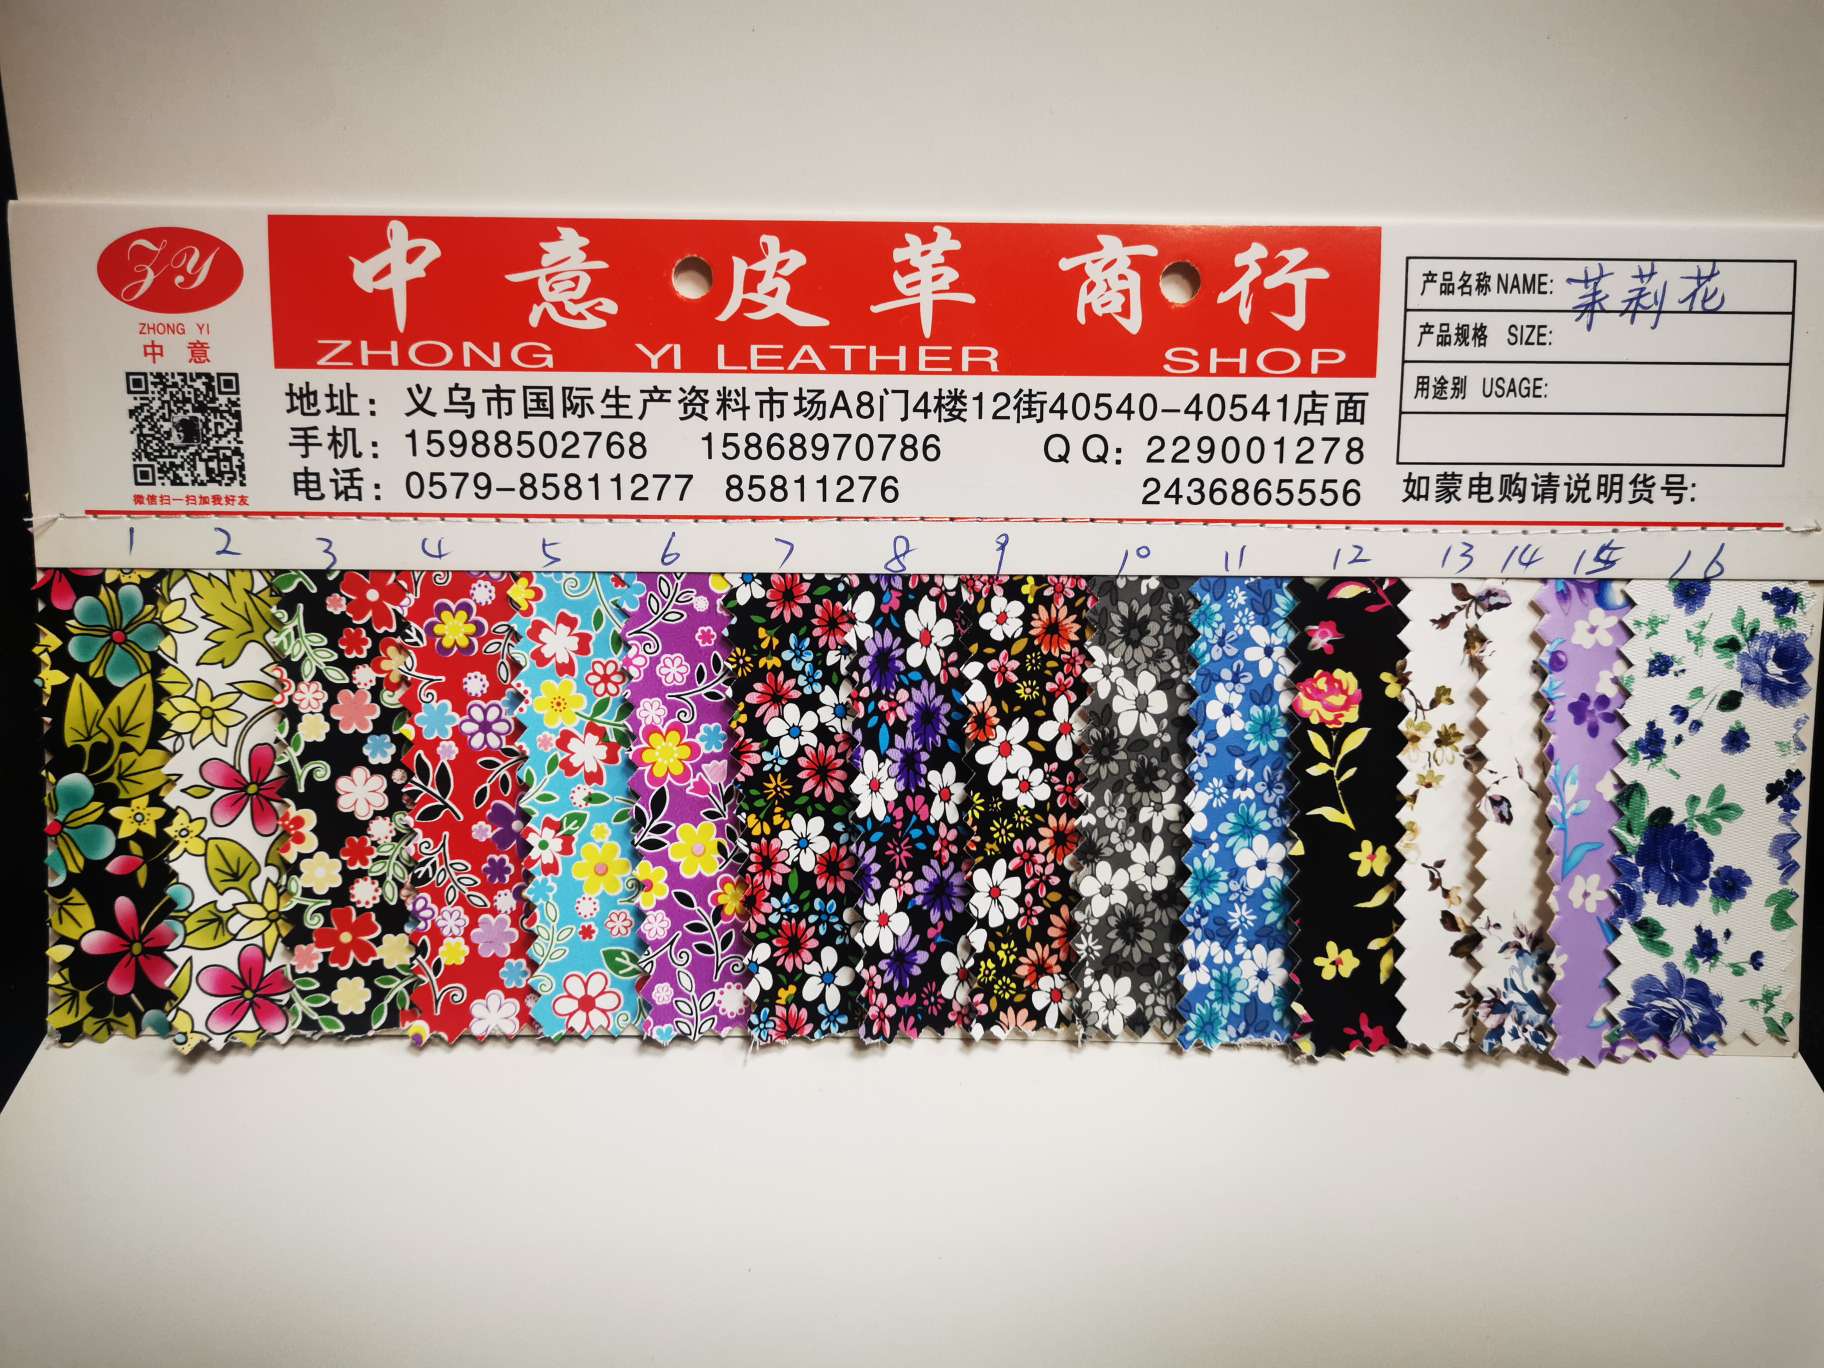 ZY
ZHONG YI
中意
微信扫一扫加我好友
中意皮革商行
ZHONG YI LEATHER SHOP
地址：义乌市国际生产资料市场A8门4楼12街40540-40541店面
手机：15988502768 15868970786 QQ：229001278
电话：0579-85811277 85811276 2436865556
产品名称 NAME: 茉莉花
产品规格 SIZE:
用途别 USAGE:
如蒙电购请说明货号:
1 2 3 4 5 6 7 8 9 10 11 12 13 14 15 16